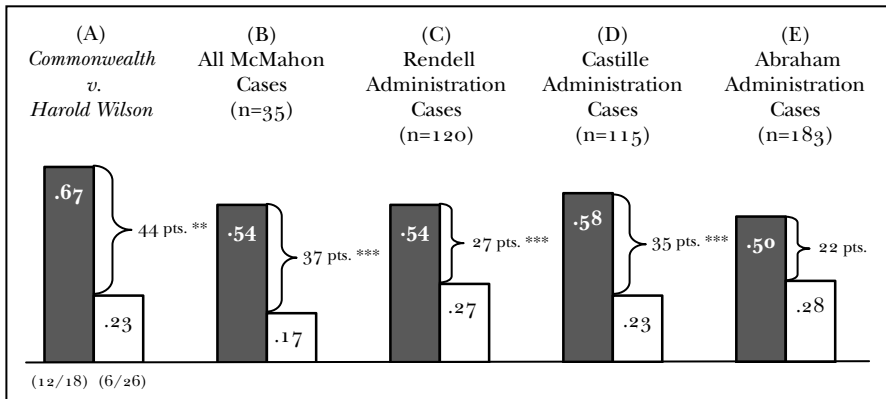 (A)
Commonwealth
v.
Harold Wilson
(B)
All McMahon
Cases
(n=35)
(C)
Rendell
Administration
Cases
(n=120)
(D)
Castille
Administration
Cases
(n=115)
(E)
Abraham
Administration
Cases
(n=183)
.67
44 pts. **
.23
.54
37 pts. ***
.17
.54
27 pts. ***
.27
.58
35 pts. ***
.23
.50
22 pts.
.28
(12/18) (6/26)